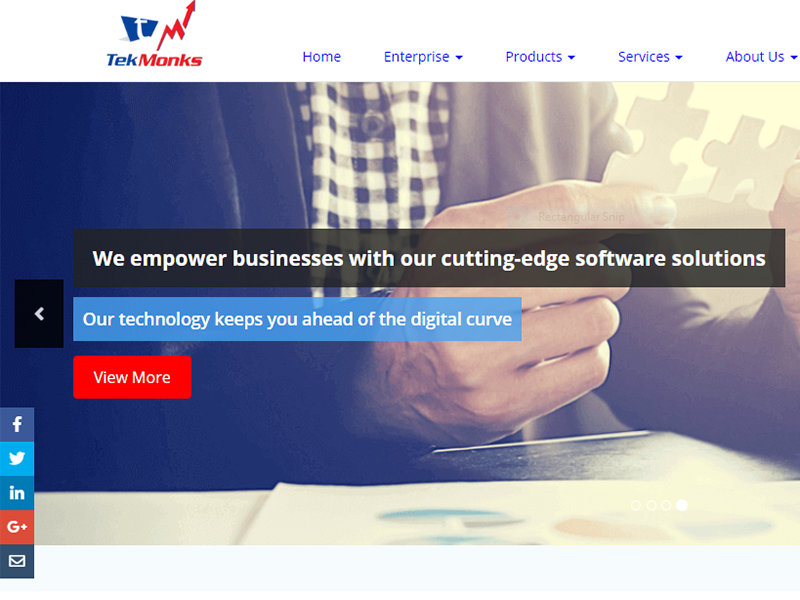 t
TekMonks
Home Enterprise Products Services About Us
Rectangular Snip
We empower businesses with our cutting-edge software solutions
Our technology keeps you ahead of the digital curve
View More
f
in
G+